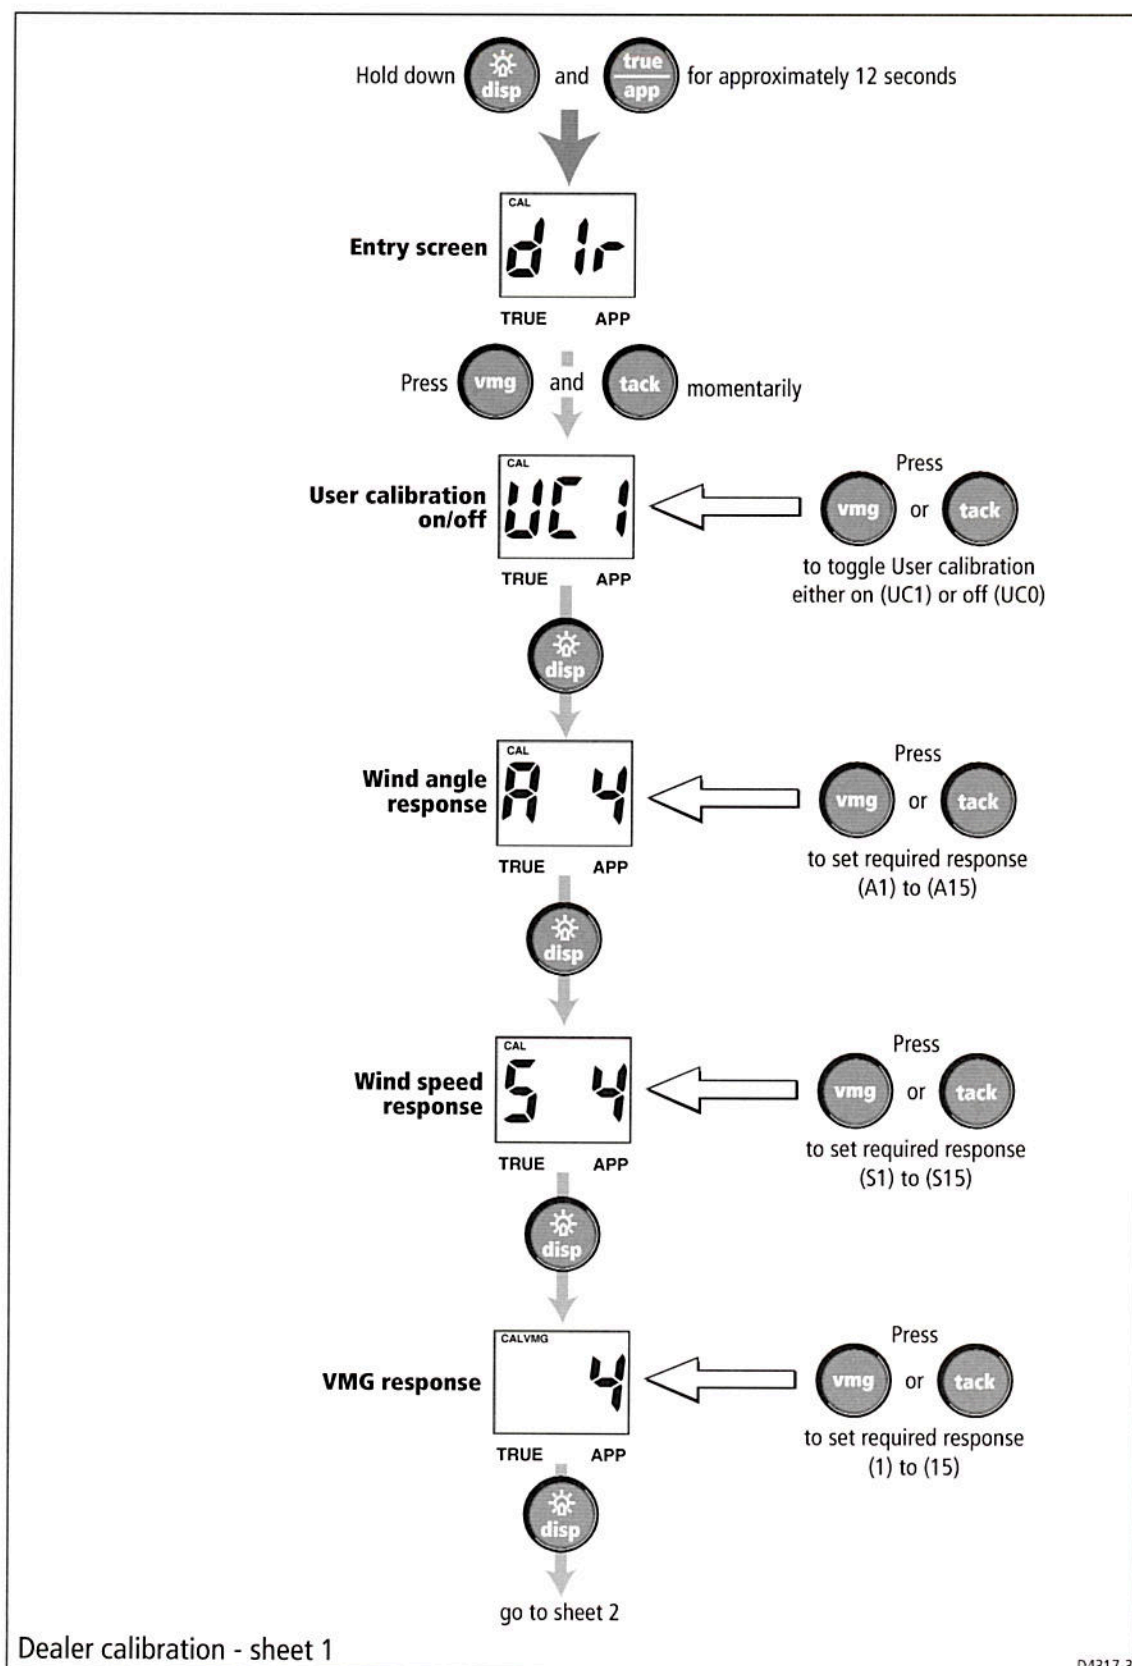 Hold down disp and true app for approximately 12 seconds
CAL
Entry screen d1r
TRUE APP
Press vmg and tack momentarily
CAL
User calibration on/off UC1
TRUE APP
Press
vmg or tack
to toggle User calibration
either on (UC1) or off (UC0)
disp
CAL
Wind angle response A 4
TRUE APP
Press
vmg or tack
to set required response
(A1) to (A15)
disp
CAL
Wind speed response S 4
TRUE APP
Press
vmg or tack
to set required response
(S1) to (S15)
disp
CALVMG
VMG response 4
TRUE APP
Press
vmg or tack
to set required response
(1) to (15)
disp
go to sheet 2
Dealer calibration - sheet 1
D4317-3